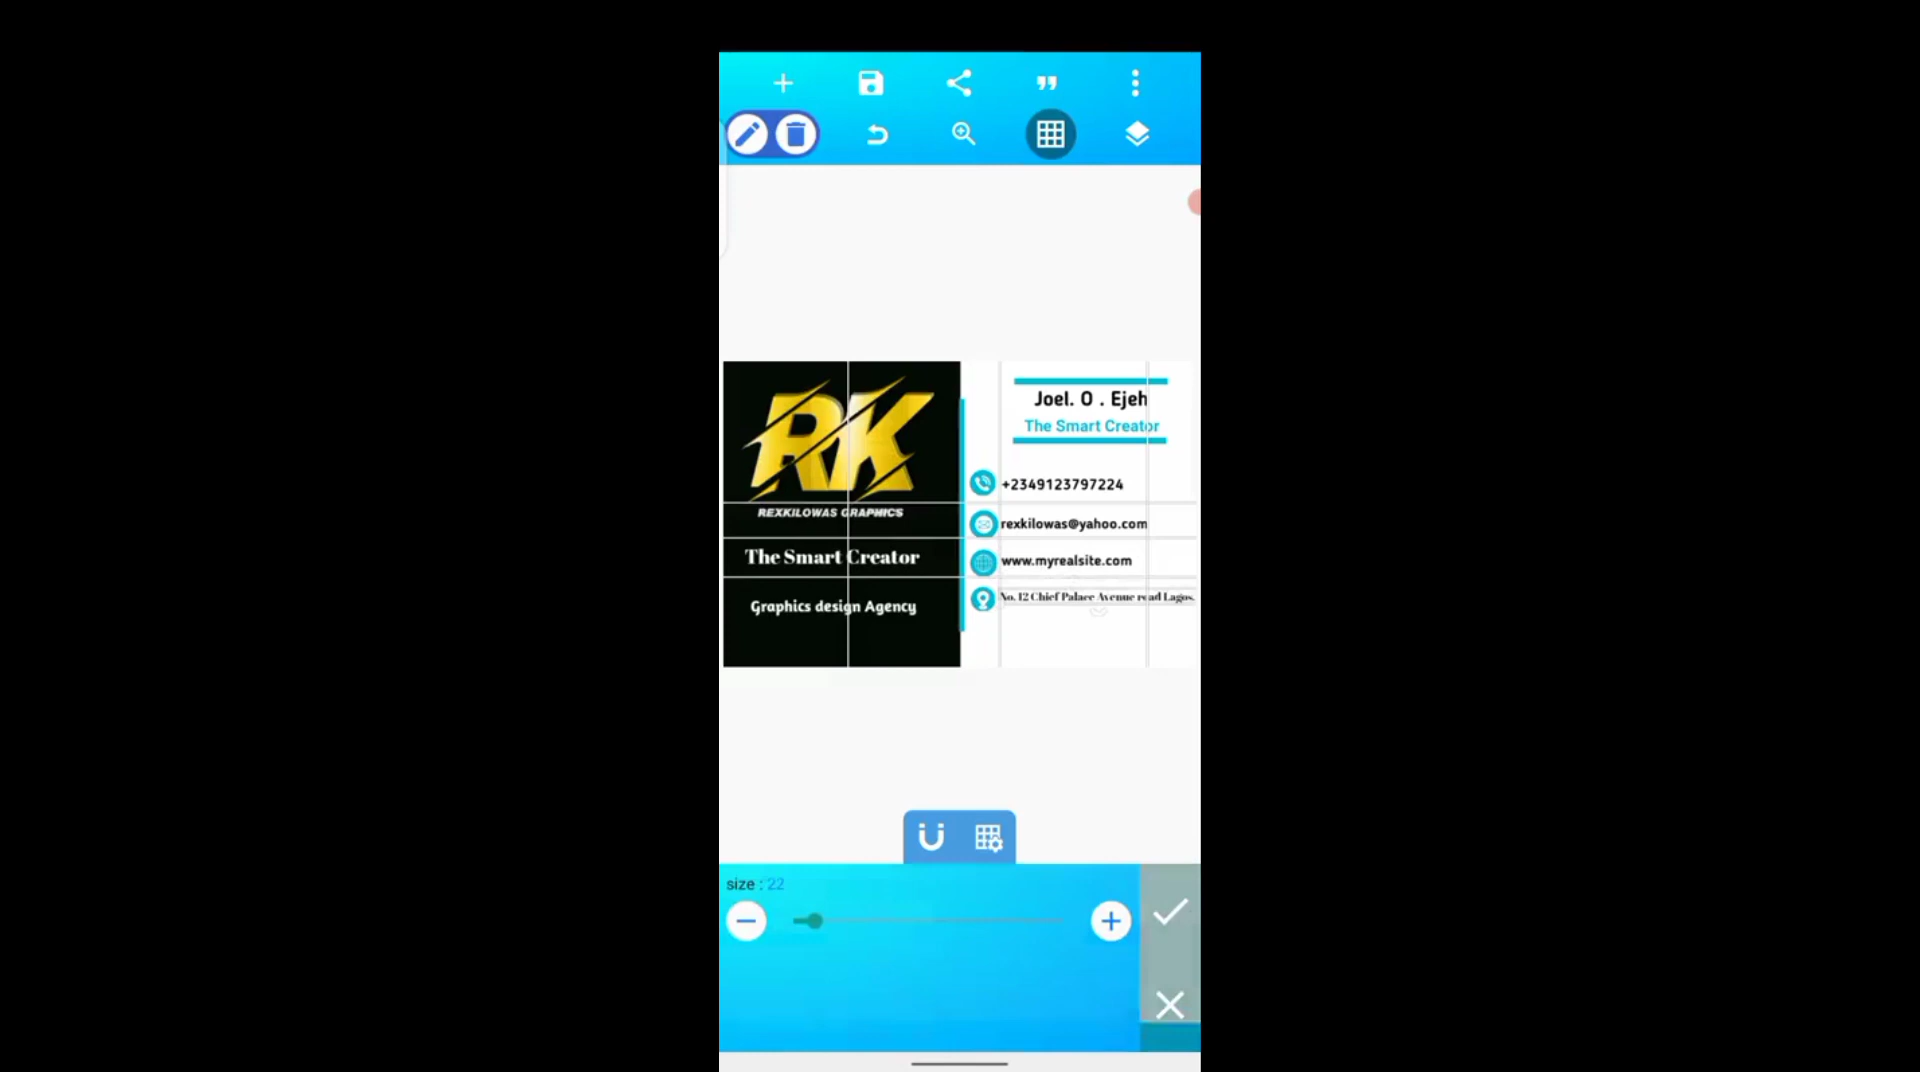 RK
REXKILOWAS GRAPHICS
The Smart Creator
Graphics design Agency
Joel. O . Ejeh
The Smart Creator
+2349123797224
rexkilowas@yahoo.com
www.myrealsite.com
No. 12 Chief Palace Avenue road Lagos.
size : 22